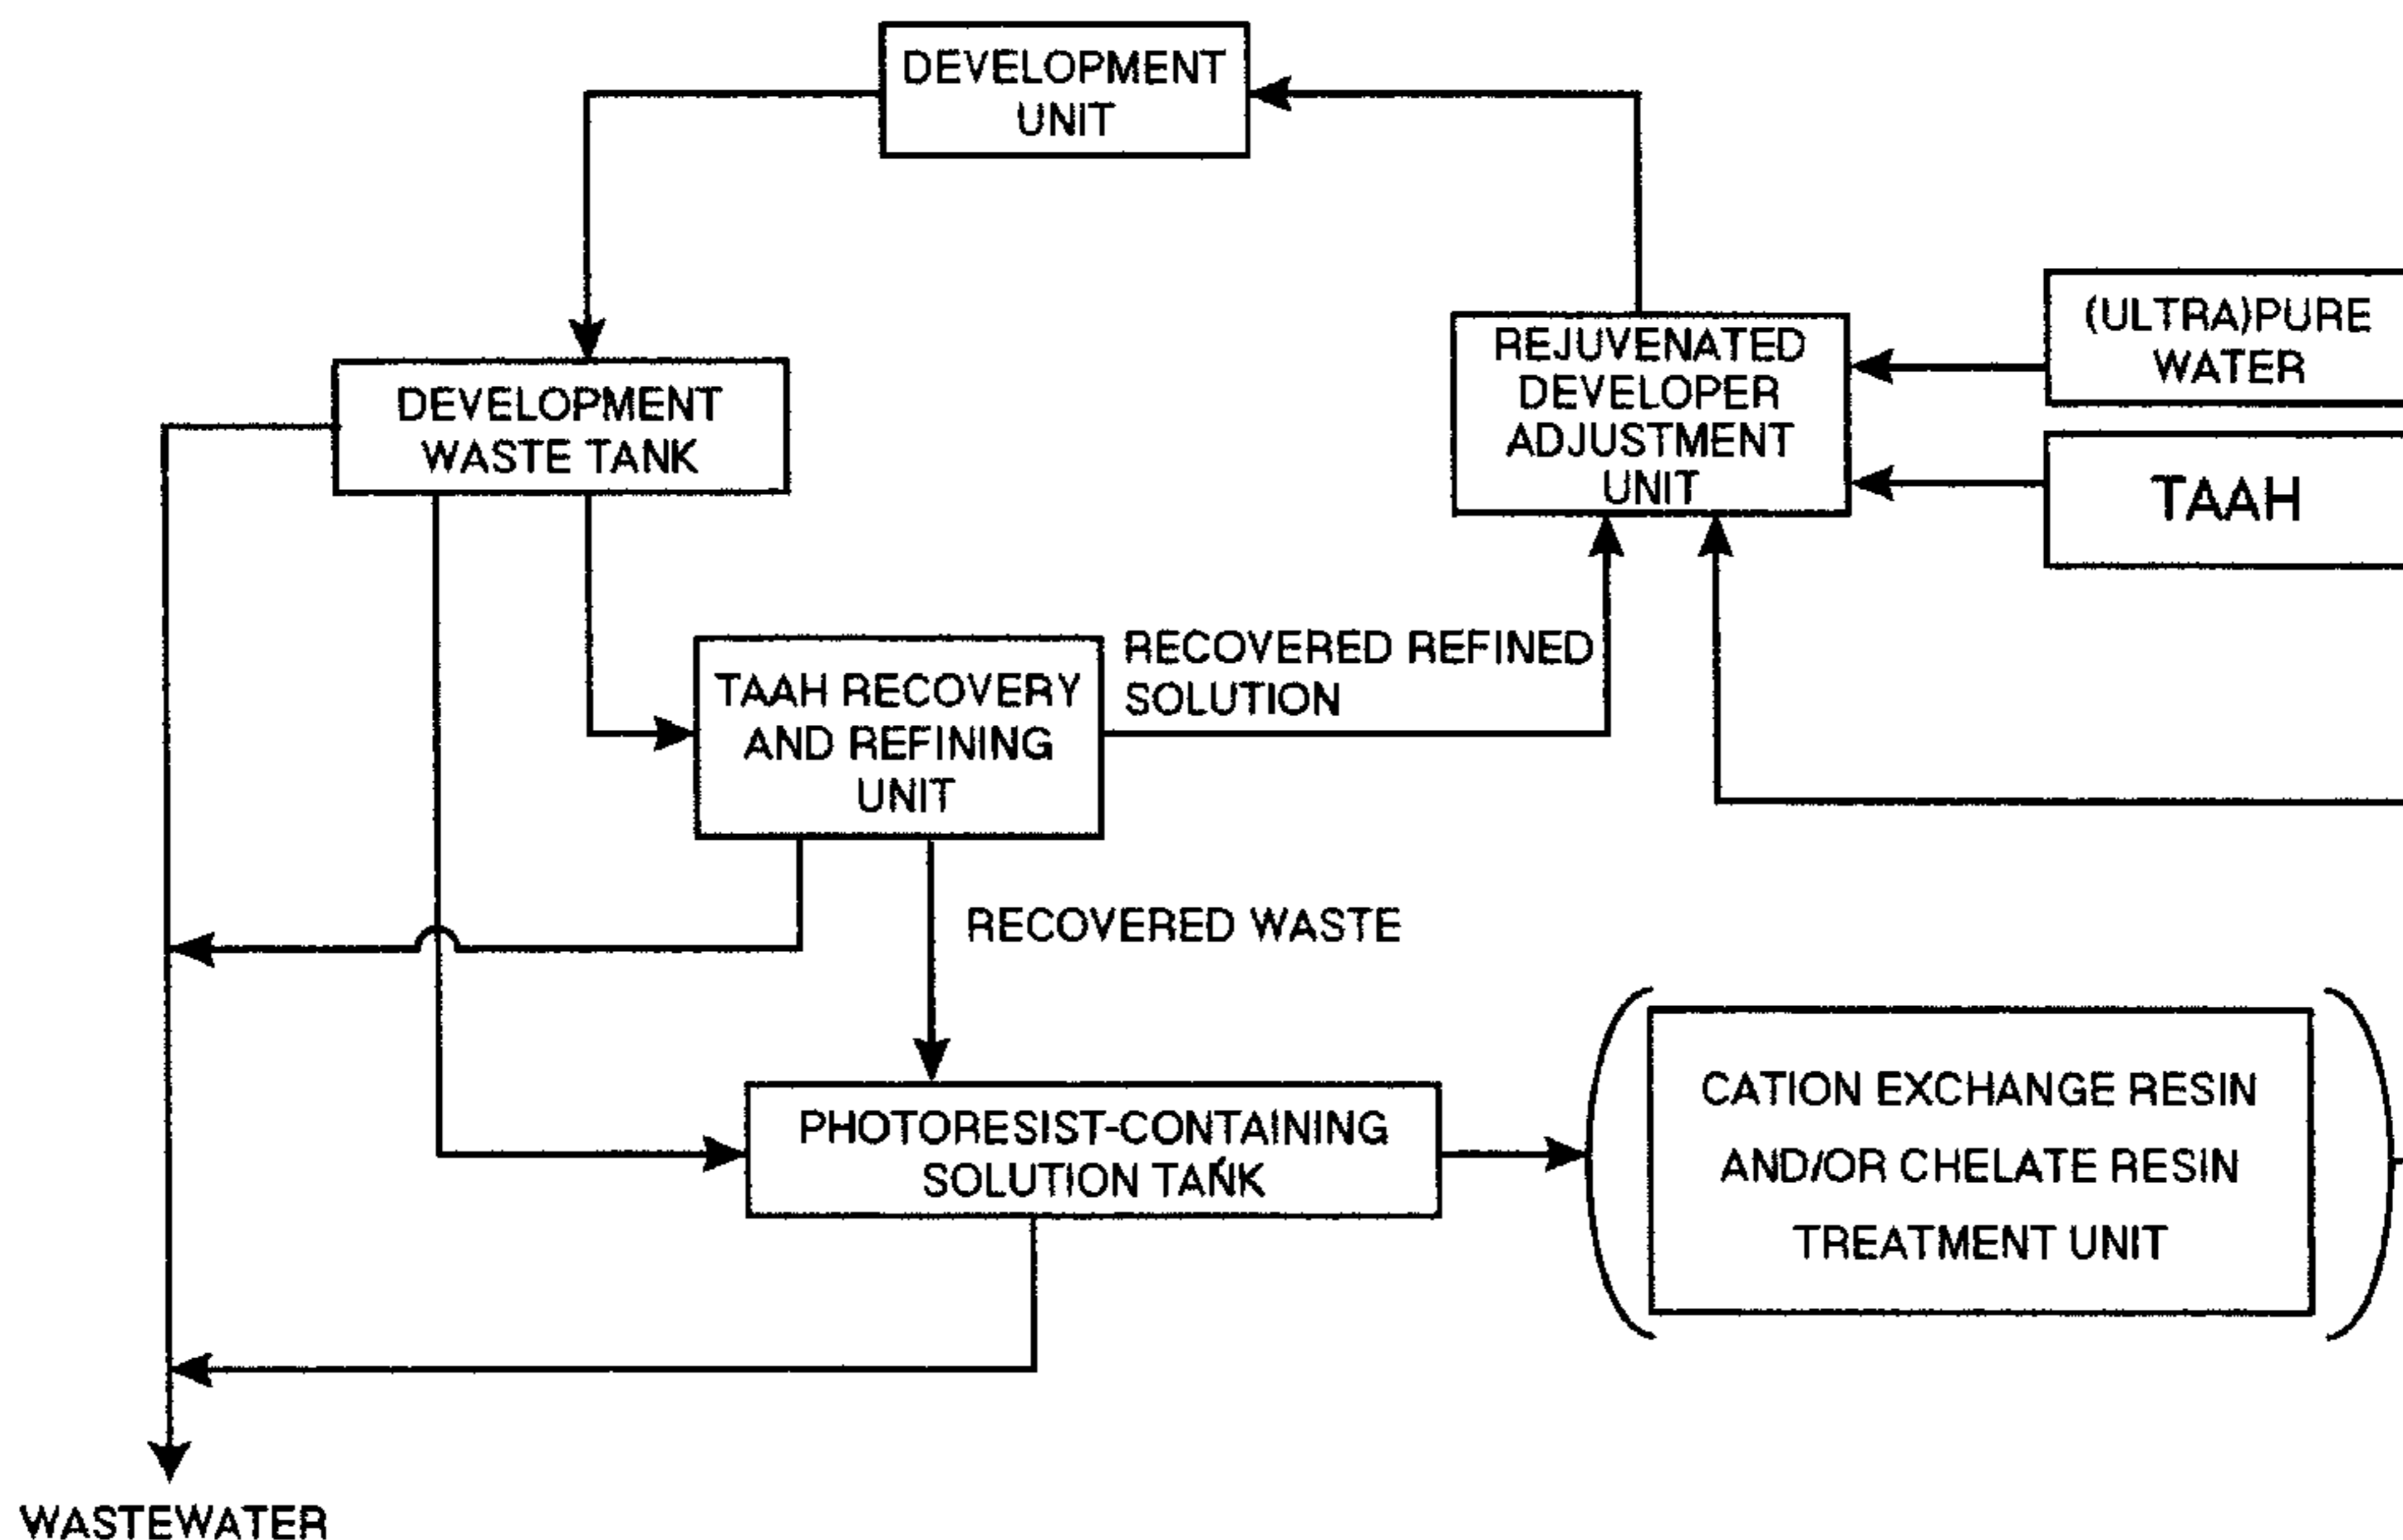 DEVELOPMENT
UNIT
(ULTRA)PURE
WATER
REJUVENATED
DEVELOPER
ADJUSTMENT
UNIT
TAAH
DEVELOPMENT
WASTE TANK
RECOVERED REFINED
SOLUTION
TAAH RECOVERY
AND REFINING
UNIT
RECOVERED WASTE
PHOTORESIST-CONTAINING
SOLUTION TANK
CATION EXCHANGE RESIN
AND/OR CHELATE RESIN
TREATMENT UNIT
WASTEWATER